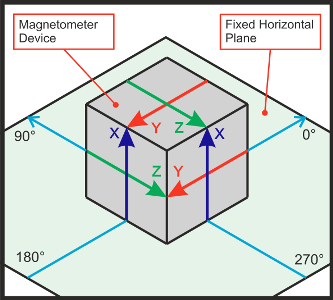 Magnetometer
Device
Fixed Horizontal
Plane
Y
Z
90°
X
X
0°
Z
Y
180°
270°